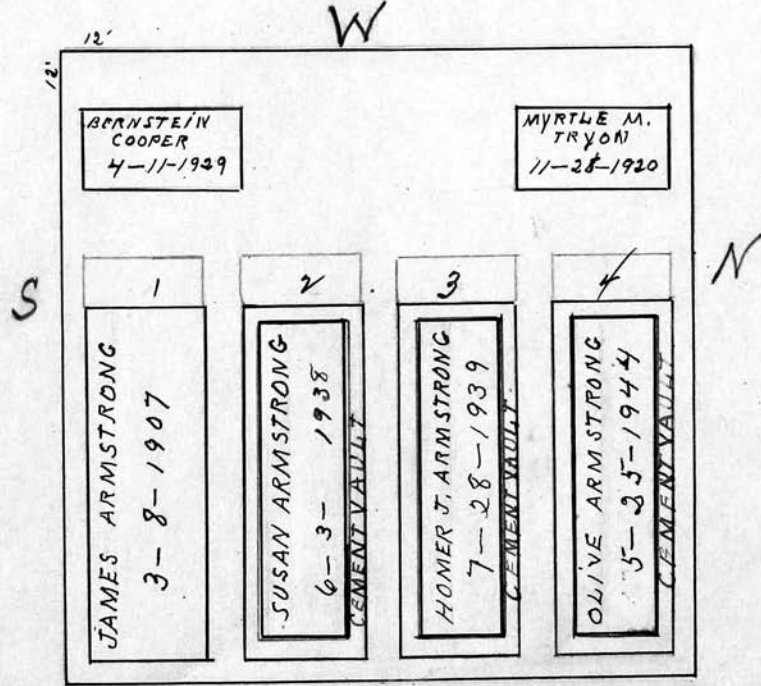 W
12'
12'
BERNSTEIN
COOPER
4-11-1929
MYRTLE M.
TRYON
11-28-1920
S
N
1
2
3
4
JAMES ARMSTRONG
3-8-1907
SUSAN ARMSTRONG
6-3- 1938
CEMENT VAULT
HOMER J. ARMSTRONG
7-28-1939
CEMENT VAULT
OLIVE ARMSTRONG
5-25-1944
CEMENT VAULT